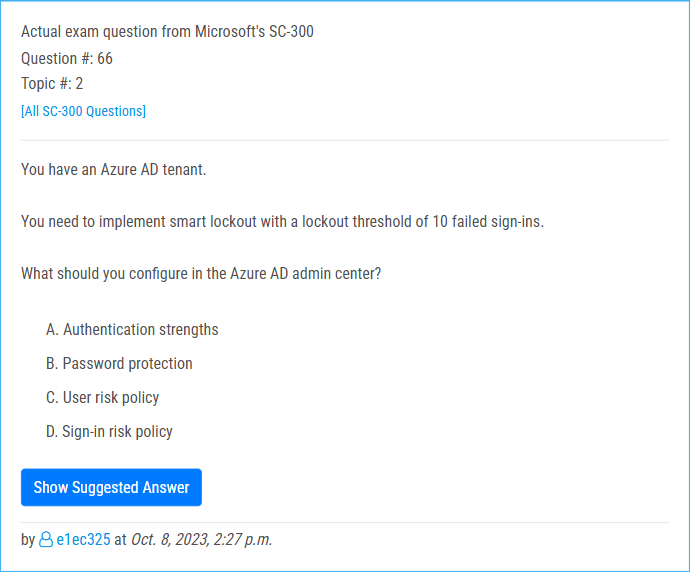 Actual exam question from Microsoft's SC-300
Question #: 66
Topic #: 2
[All SC-300 Questions]
You have an Azure AD tenant.
You need to implement smart lockout with a lockout threshold of 10 failed sign-ins.
What should you configure in the Azure AD admin center?
A. Authentication strengths
B. Password protection
C. User risk policy
D. Sign-in risk policy
Show Suggested Answer
by e1ec325 at Oct. 8, 2023, 2:27 p.m.